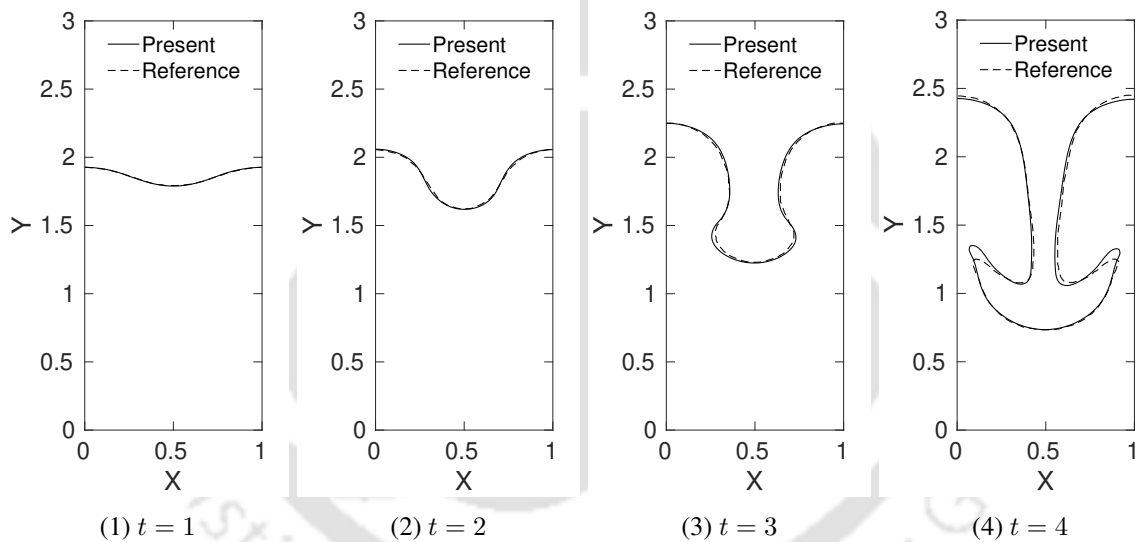 3
2.5
2
1.5
1
0.5
0
0 0.5 1
X
Y
Present
Reference
(1) t = 1
3
2.5
2
1.5
1
0.5
0
0 0.5 1
X
Y
Present
Reference
(2) t = 2
3
2.5
2
1.5
1
0.5
0
0 0.5 1
X
Y
Present
Reference
(3) t = 3
3
2.5
2
1.5
1
0.5
0
0 0.5 1
X
Y
Present
Reference
(4) t = 4